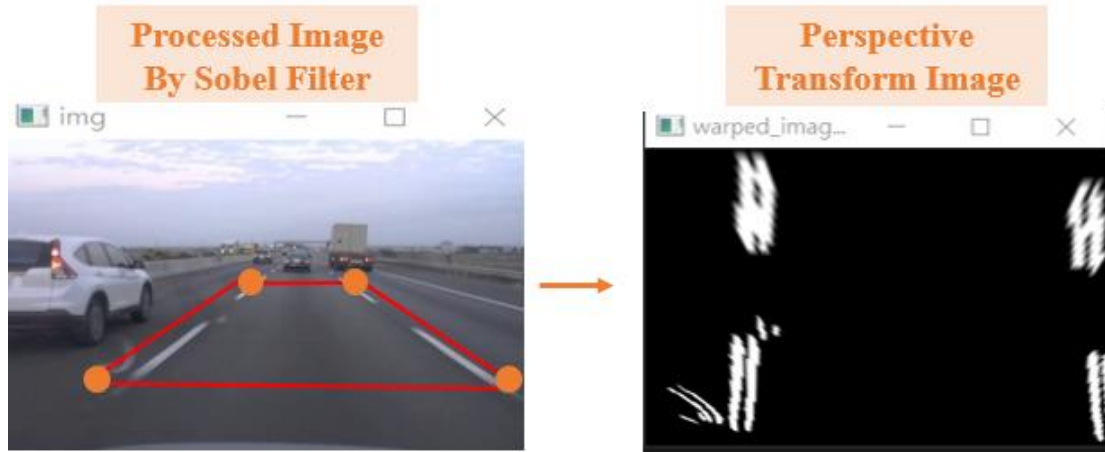 Processed Image
By Sobel Filter
Perspective
Transform Image
img
warped_imag...